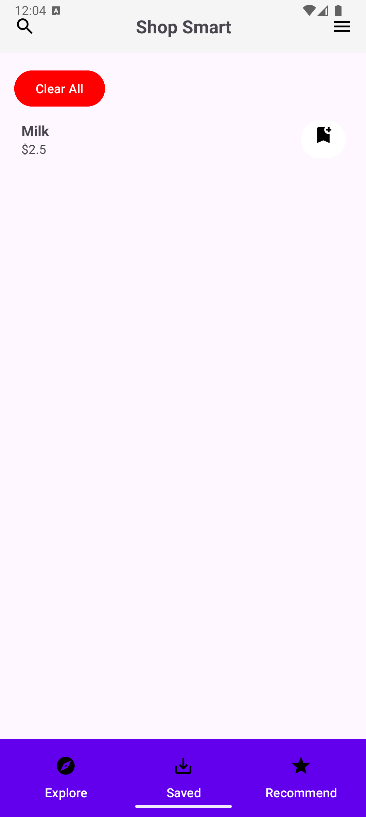 12:04
Shop Smart
Clear All
Milk
$2.5
Explore
Saved
Recommend